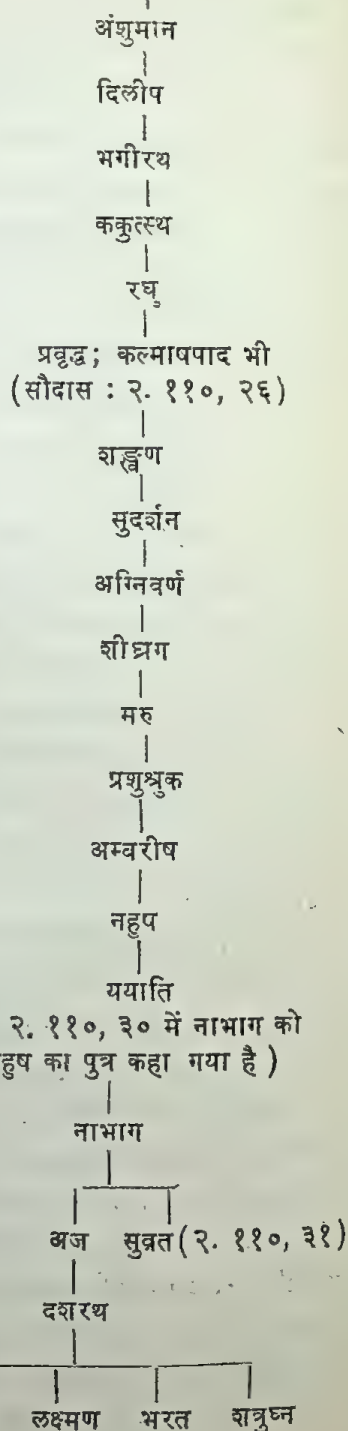 अंशुमान
दिलीप
भगीरथ
ककुत्स्थ
रघु
प्रवृद्ध; कल्माषपाद भी
(सौदास : २. ११०, २६)
शङ्खण
सुदर्शन
अग्निवर्ण
शीघ्रग
मरु
प्रशुश्रुक
अम्बरीष
नहुष
ययाति
२. ११०, ३० में नाभाग को
हुष का पुत्र कहा गया है )
नाभाग
अज सुव्रत (२. ११०, ३१)
दशरथ
लक्ष्मण भरत शत्रुघ्न